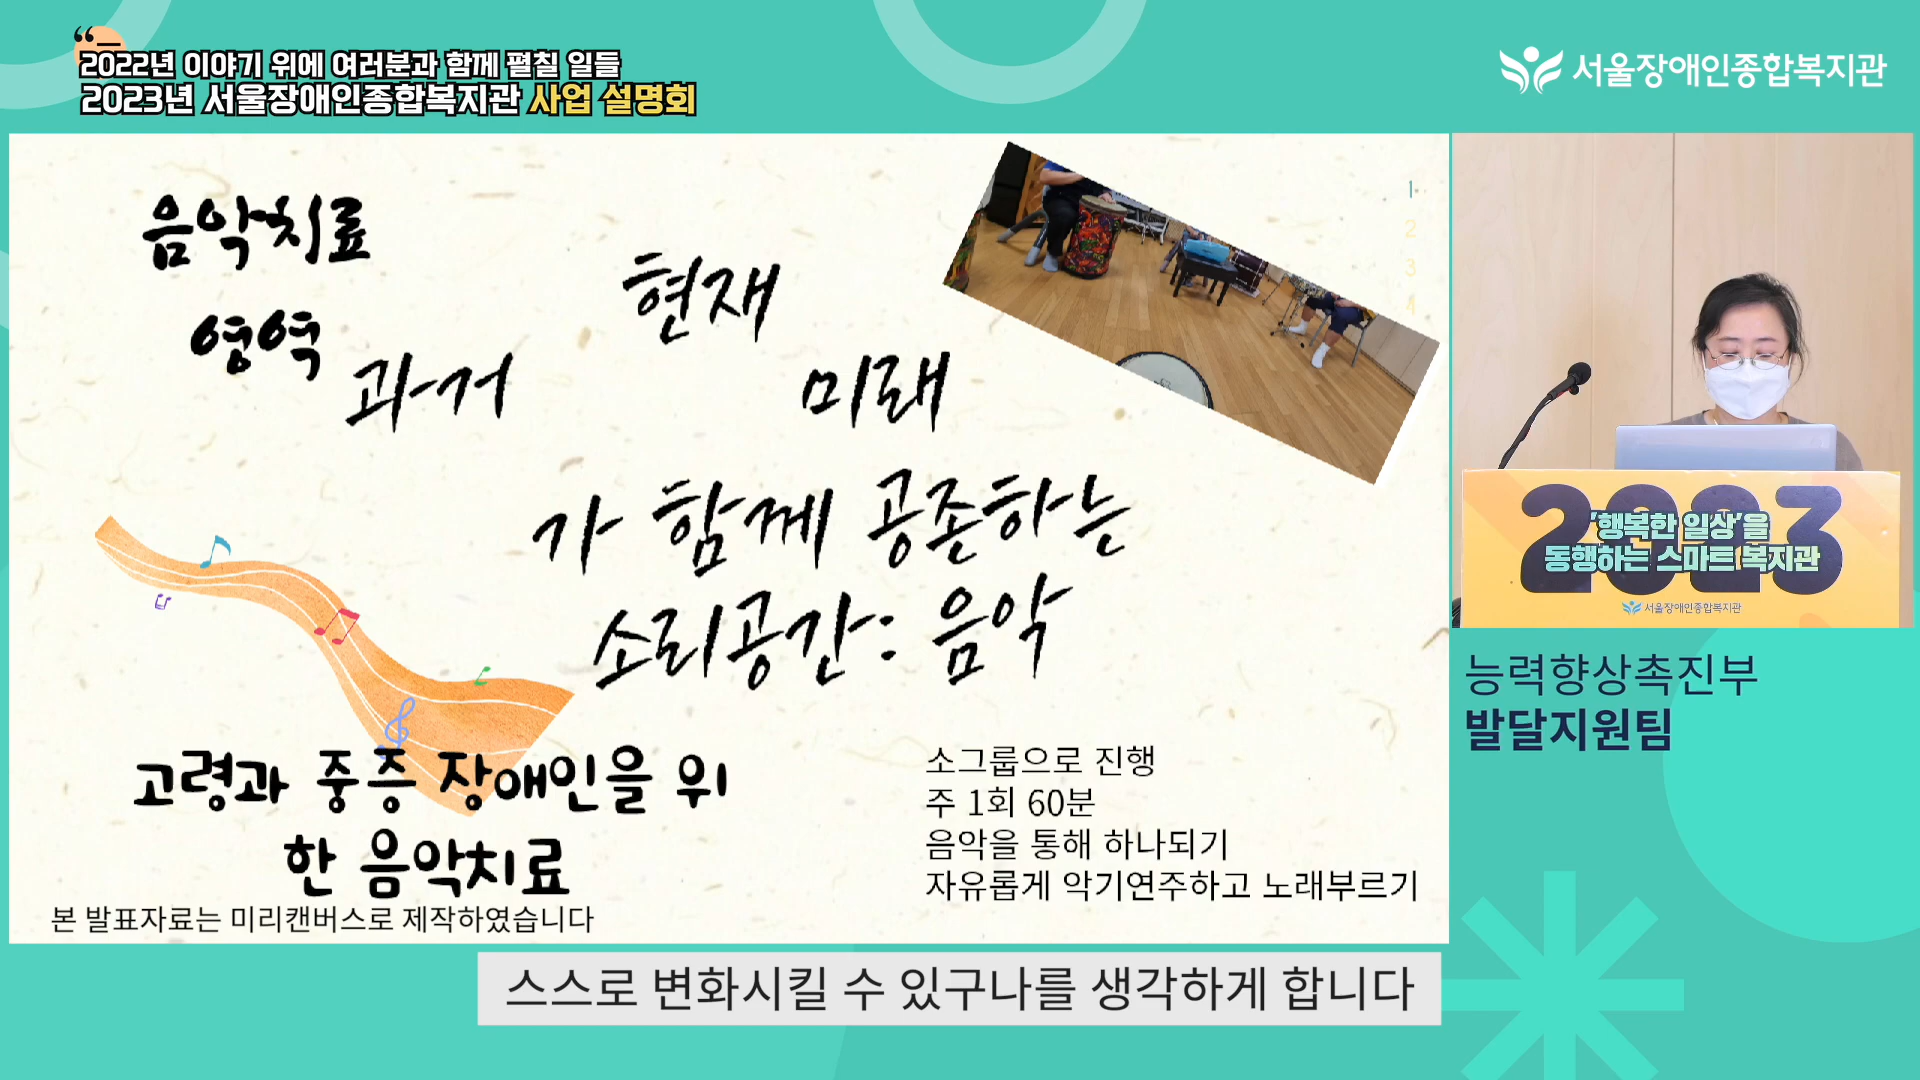 2022년 이야기 위에 여러분과 함께 펼칠 일들
2023년 서울장애인종합복지관 사업 설명회
서울장애인종합복지관
음악치료
영역
과거
현재
미래
가 함께 공존하는
소리공간: 음악
1
2
3
4
고령과 중증 장애인을 위
한 음악치료
본 발표자료는 미리캔버스로 제작하였습니다
소그룹으로 진행
주 1회 60분
음악을 통해 하나되기
자유롭게 악기연주하고 노래부르기
2023
'행복한 일상'을
동행하는 스마트 복지관
서울장애인종합복지관
능력향상촉진부
발달지원팀
스스로 변화시킬 수 있구나를 생각하게 합니다